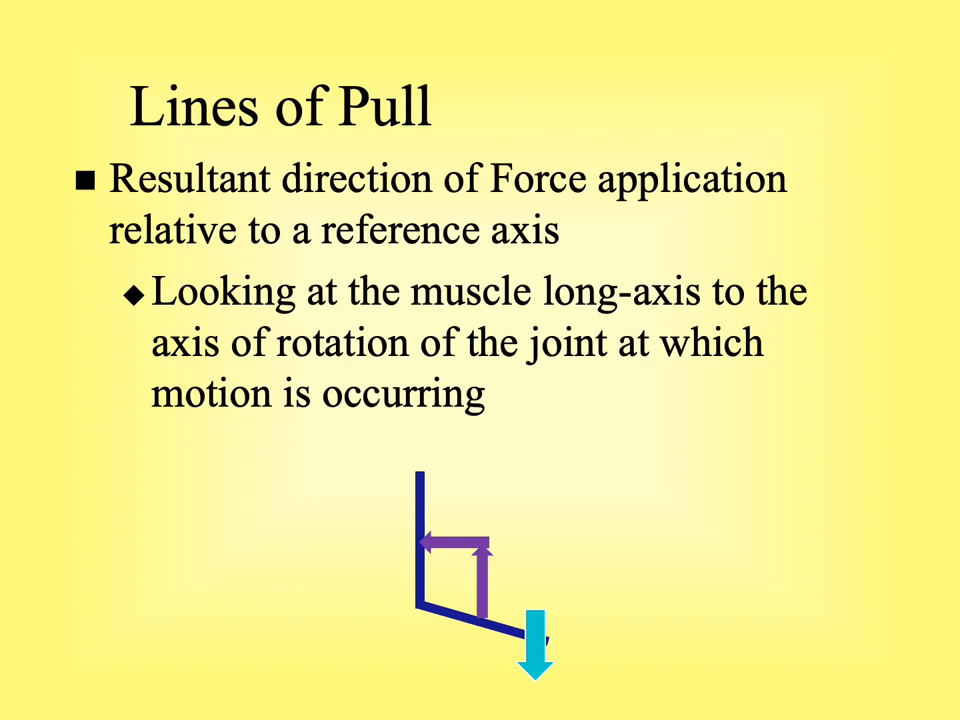 Lines of Pull
Resultant direction of Force application
relative to a reference axis
Looking at the muscle long-axis to the
axis of rotation of the joint at which
motion is occurring